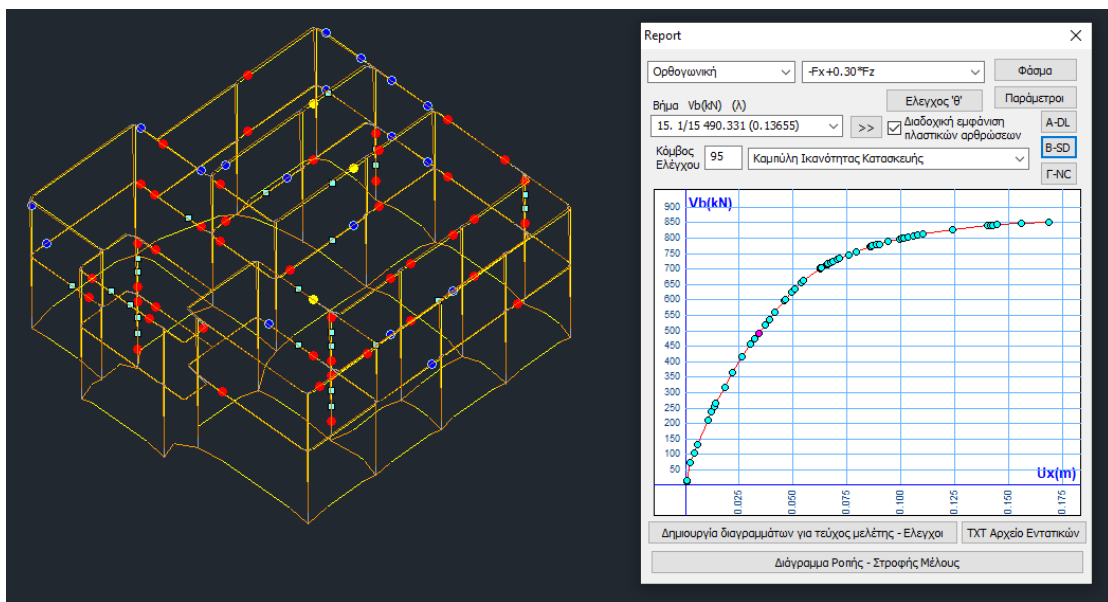 Report
Ορθογωνική -Fx+0.30*Fz Φάσμα
Βήμα Vb(kN) (λ) Ελεγχος 'θ' Παράμετροι
15. 1/15 490.331 (0.13655) >> Διαδοχική εμφάνιση
πλαστικών αρθρώσεων
A-DL
Κόμβος
Ελέγχου 95 Καμπύλη Ικανότητας Κατασκευής B-SD
Γ-NC
Vb(kN)
900
850
800
750
700
650
600
550
500
450
400
350
300
250
200
150
100
50
Ux(m)
0.025 0.050 0.075 0.100 0.125 0.150 0.175
Δημιουργία διαγραμμάτων για τεύχος μελέτης - Ελεγχοι TXT Αρχείο Εντατικών
Διάγραμμα Ροπής - Στροφής Μέλους